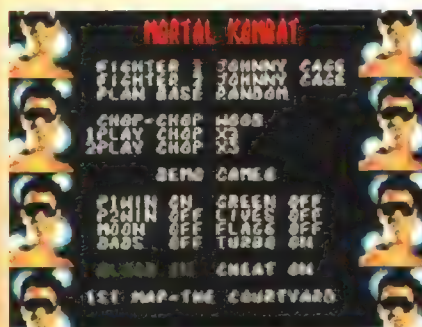 MORTAL KOMBAT
FIGHTER 1 JOHNNY CAGE
FIGHTER 2 JOHNNY CAGE
PLAN BASE RANDOM
CHOP-CHOP WOOD
1PLAY CHOP X3
2PLAY CHOP X3
DEMO GAMES
P1WIN ON GREEN OFF
P2WIN OFF LIVES OFF
MOON OFF FLAGS OFF
OFF TURBO ON
CHEAT ON
1ST MAP-THE COURTYARD